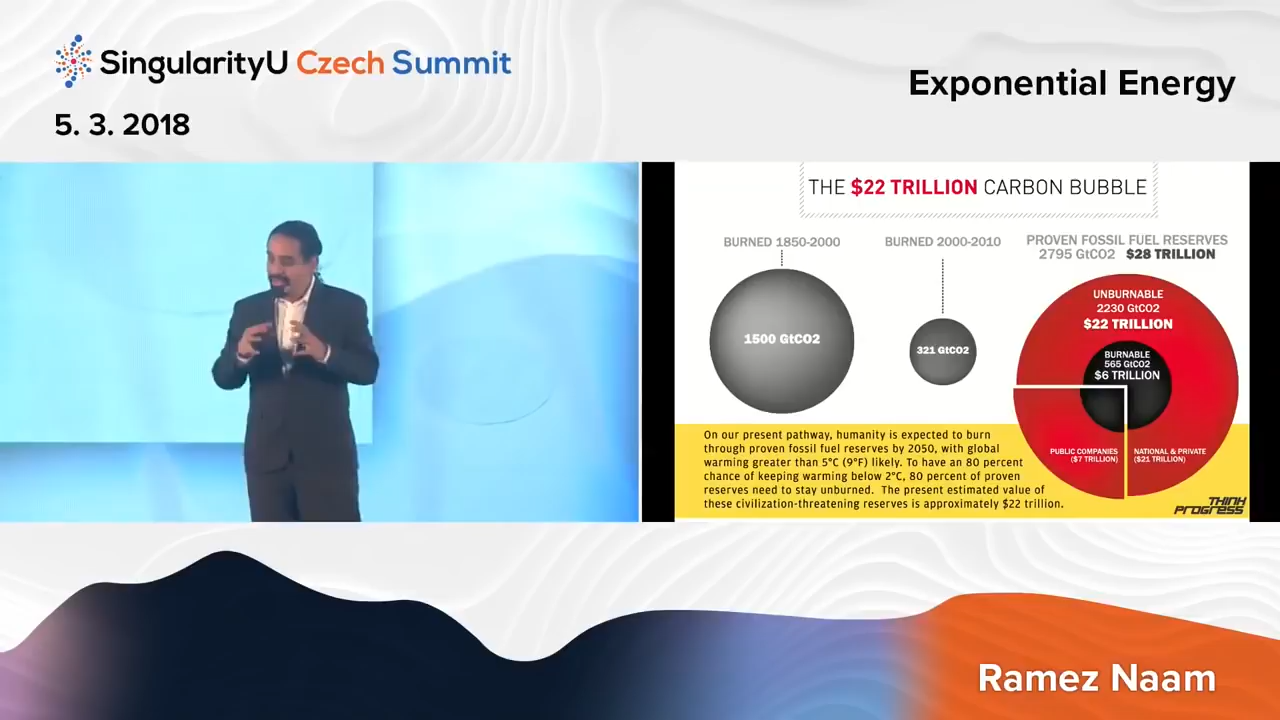 SingularityU Czech Summit
5. 3. 2018
Exponential Energy
THE $22 TRILLION CARBON BUBBLE
BURNED 1850-2000
1500 GtCO2
BURNED 2000-2010
321 GtCO2
PROVEN FOSSIL FUEL RESERVES
2795 GtCO2 $28 TRILLION
UNBURNABLE
2230 GtCO2
$22 TRILLION
BURNABLE
565 GtCO2
$6 TRILLION
PUBLIC COMPANIES
($7 TRILLION)
NATIONAL & PRIVATE
($21 TRILLION)
On our present pathway, humanity is expected to burn
through proven fossil fuel reserves by 2050, with global
warming greater than 5°C (9°F) likely. To have an 80 percent
chance of keeping warming below 2°C, 80 percent of proven
reserves need to stay unburned. The present estimated value of
these civilization-threatening reserves is approximately $22 trillion.
THINK
PROGRESS
Ramez Naam